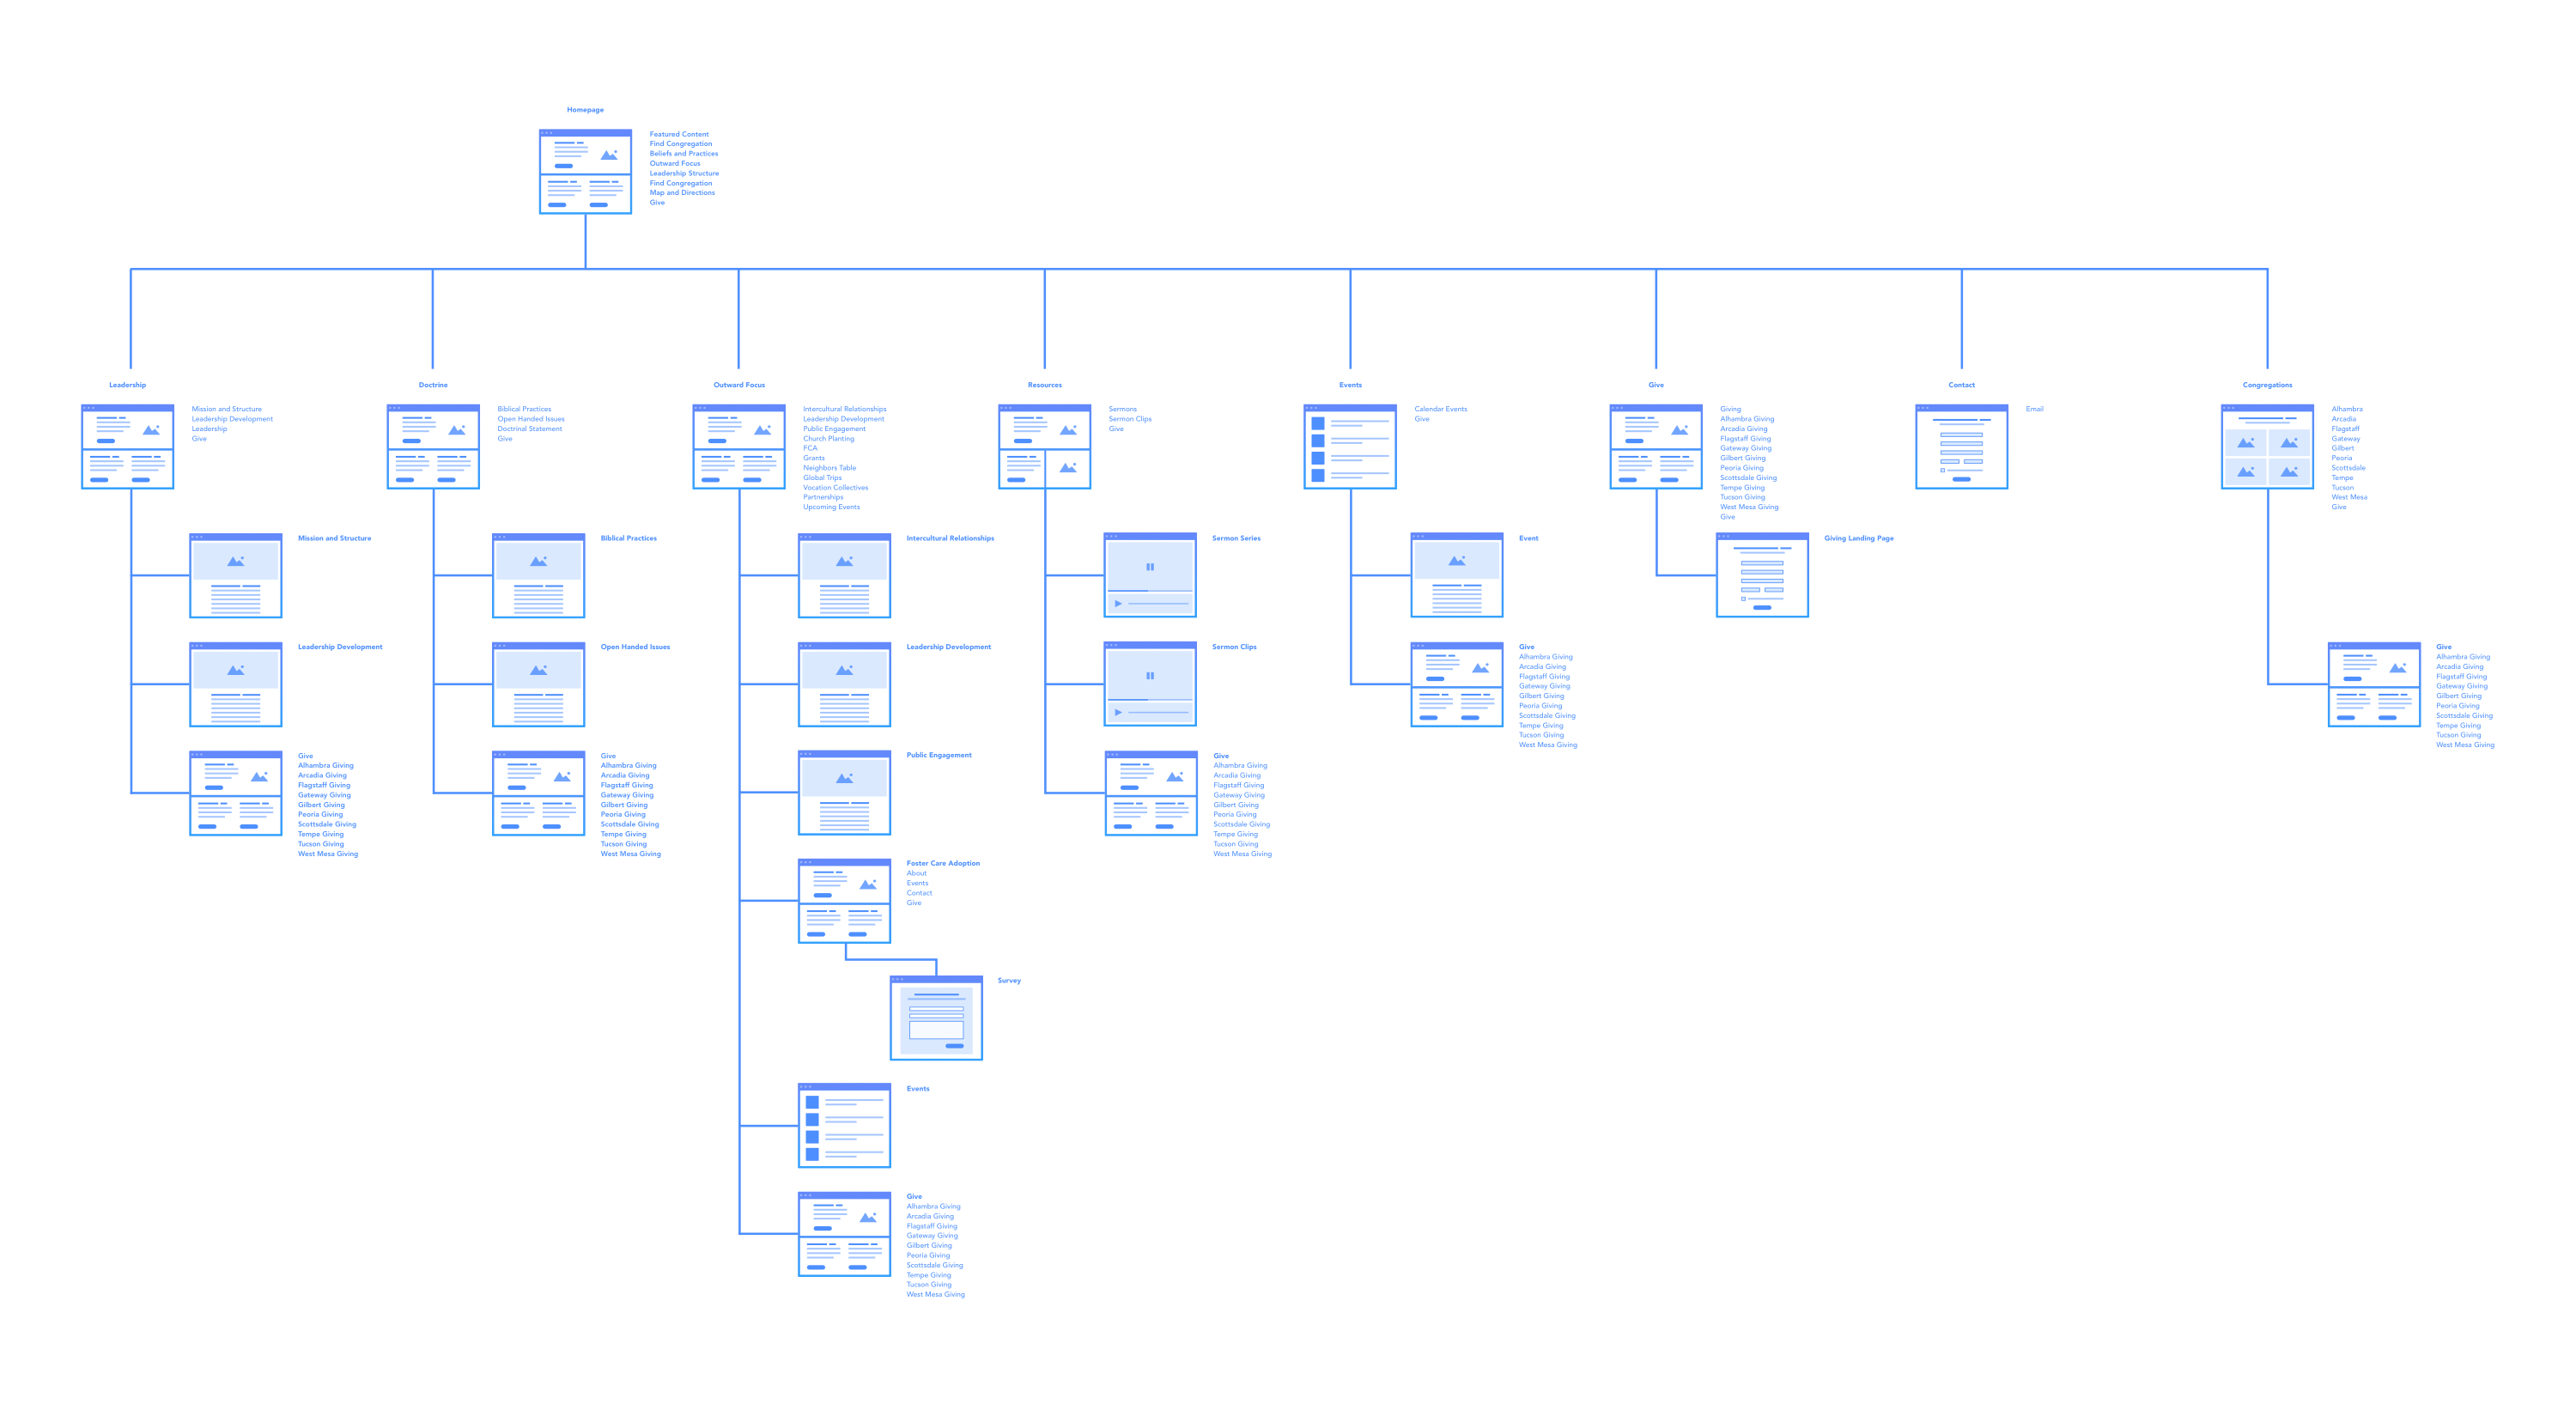 Homepage
Featured Content
Find Congregation
Beliefs and Practices
Outward Focus
Leadership Structure
Find Congregation
Map and Directions
Give
Leadership
Mission and Structure
Leadership Development
Leadership
Give
Mission and Structure
Leadership Development
Give
Alhambra Giving
Arcadia Giving
Flagstaff Giving
Gateway Giving
Gilbert Giving
Peoria Giving
Scottsdale Giving
Tempe Giving
Tucson Giving
West Mesa Giving
Doctrine
Biblical Practices
Open Handed Issues
Doctrinal Statement
Give
Biblical Practices
Open Handed Issues
Give
Alhambra Giving
Arcadia Giving
Flagstaff Giving
Gateway Giving
Gilbert Giving
Peoria Giving
Scottsdale Giving
Tempe Giving
Tucson Giving
West Mesa Giving
Outward Focus
Intercultural Relationships
Leadership Development
Public Engagement
Church Planting
FCA
Grants
Neighbors Table
Global Trips
Vocation Collectives
Partnerships
Upcoming Events
Intercultural Relationships
Leadership Development
Public Engagement
Foster Care Adoption
About
Events
Contact
Give
Survey
Events
Give
Alhambra Giving
Arcadia Giving
Flagstaff Giving
Gateway Giving
Gilbert Giving
Peoria Giving
Scottsdale Giving
Tempe Giving
Tucson Giving
West Mesa Giving
Resources
Sermons
Sermon Clips
Give
Sermon Series
Sermon Clips
Give
Alhambra Giving
Arcadia Giving
Flagstaff Giving
Gateway Giving
Gilbert Giving
Peoria Giving
Scottsdale Giving
Tempe Giving
Tucson Giving
West Mesa Giving
Events
Calendar Events
Give
Event
Give
Alhambra Giving
Arcadia Giving
Flagstaff Giving
Gateway Giving
Gilbert Giving
Peoria Giving
Scottsdale Giving
Tempe Giving
Tucson Giving
West Mesa Giving
Give
Giving
Alhambra Giving
Arcadia Giving
Flagstaff Giving
Gateway Giving
Gilbert Giving
Peoria Giving
Scottsdale Giving
Tempe Giving
Tucson Giving
West Mesa Giving
Give
Giving Landing Page
Contact
Email
Congregations
Alhambra
Arcadia
Flagstaff
Gateway
Gilbert
Peoria
Scottsdale
Tempe
Tucson
West Mesa
Give
Give
Alhambra Giving
Arcadia Giving
Flagstaff Giving
Gateway Giving
Gilbert Giving
Peoria Giving
Scottsdale Giving
Tempe Giving
Tucson Giving
West Mesa Giving